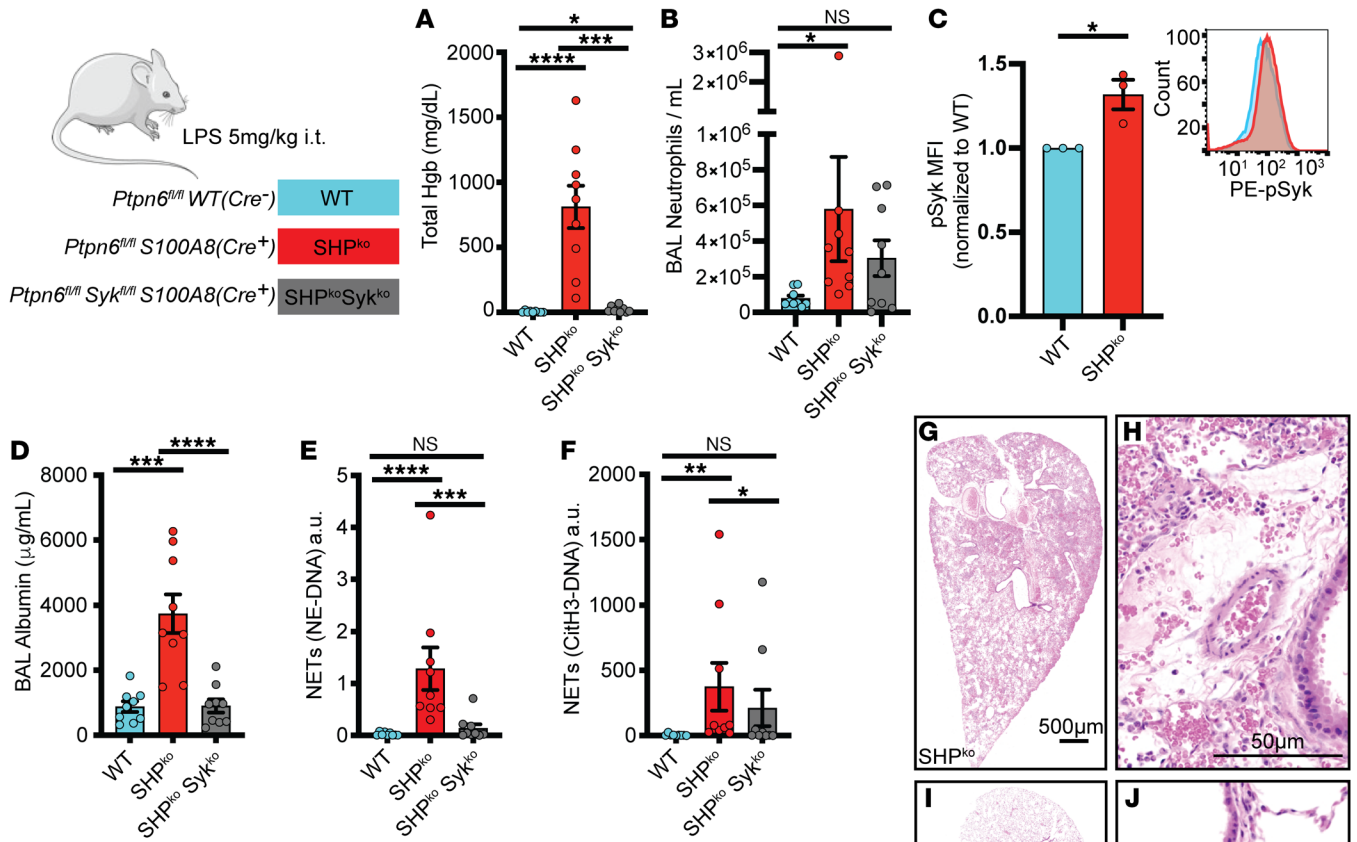 LPS 5mg/kg i.t.
Ptpn6fl/fl WT(Cre-) WT
Ptpn6fl/fl S100A8(Cre+) SHPko
Ptpn6fl/fl Sykfl/fl S100A8(Cre+) SHPkoSykko
A
*
***
****
Total Hgb (mg/dL)
2000
1500
1000
500
0
WT
SHPko
SHPko Sykko
B
NS
*
BAL Neutrophils / mL
3×106
2×106
1×106
8×105
6×105
4×105
2×105
0
WT
SHPko
SHPko Sykko
C
*
pSyk MFI
(normalized to WT)
1.5
1.0
0.5
0.0
WT
SHPko
Count
100
60
20
101 102 103
PE-pSyk
D
****
***
BAL Albumin (µg/mL)
8000
6000
4000
2000
0
WT
SHPko
SHPko Sykko
E
NS
****
***
NETs (NE-DNA) a.u.
5
4
3
2
1
0
WT
SHPko
SHPko Sykko
F
NS
**
*
NETs (CitH3-DNA) a.u.
2000
1500
1000
500
0
WT
SHPko
SHPko Sykko
G
500µm
SHPko
H
50µm
I
J